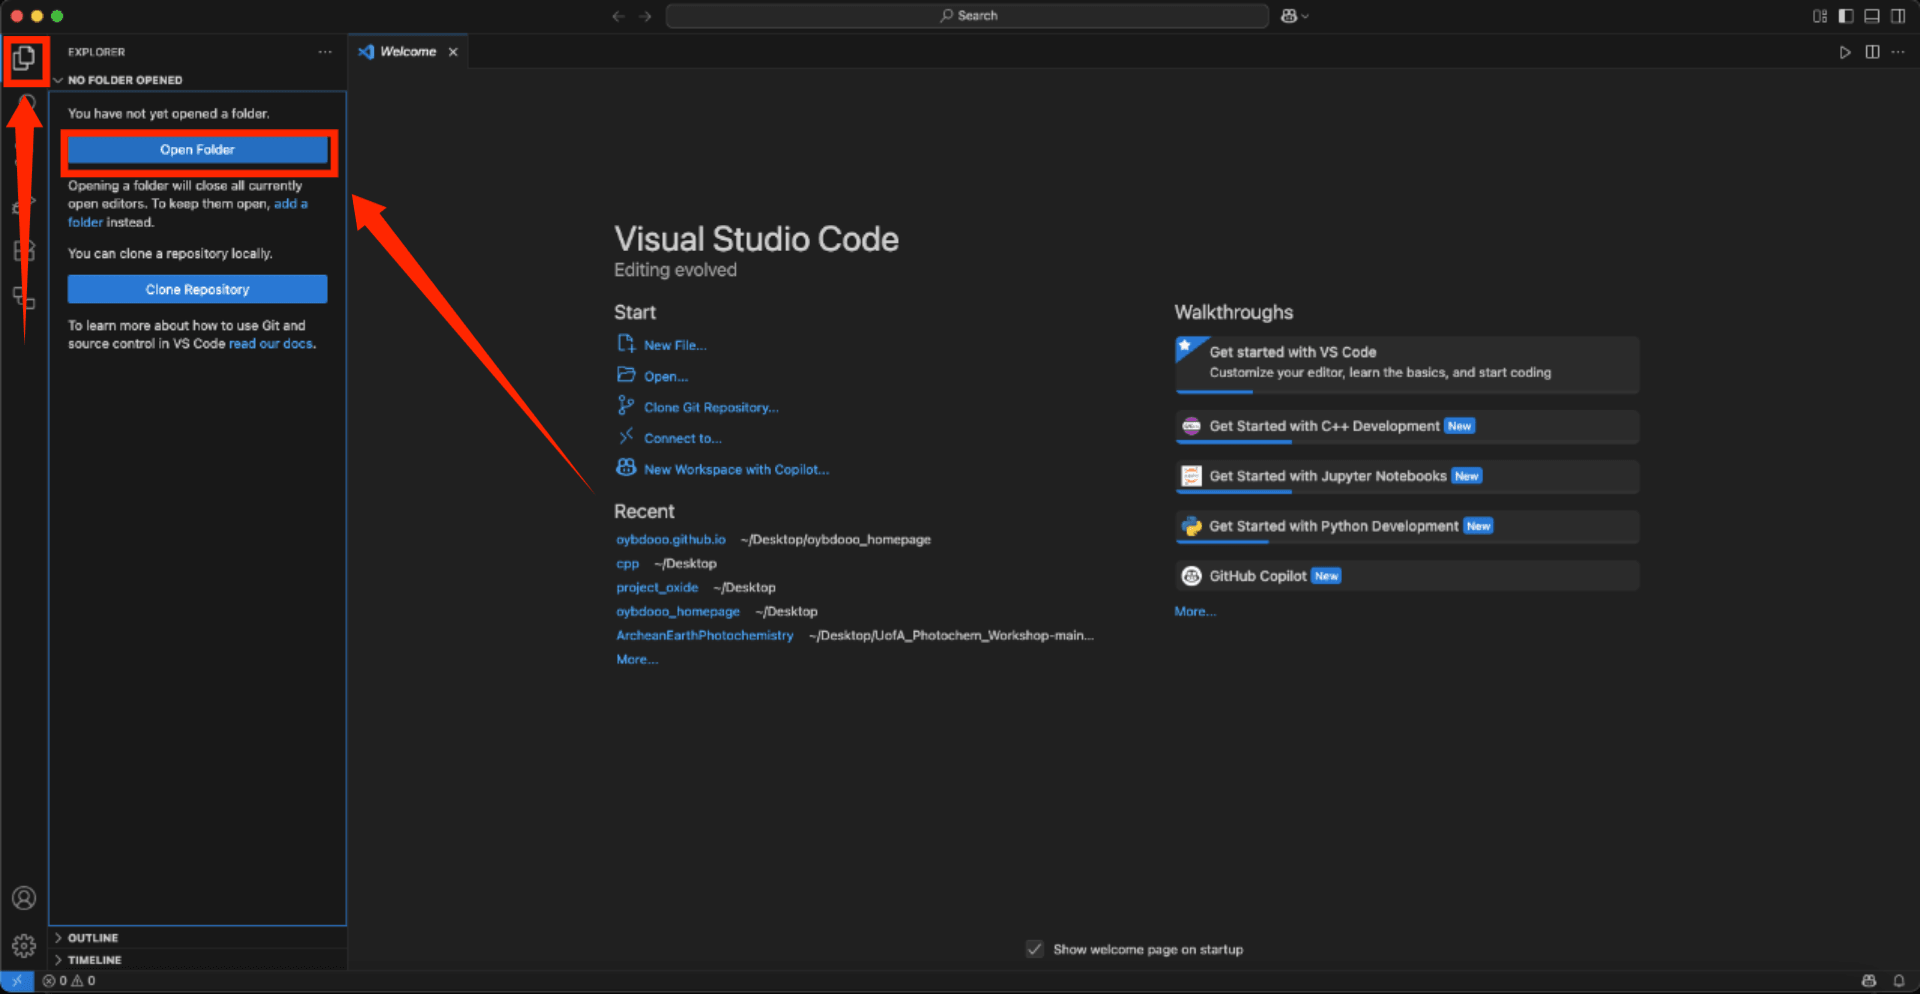 Search
EXPLORER
Welcome
NO FOLDER OPENED
You have not yet opened a folder.
Open Folder
Opening a folder will close all currently
open editors. To keep them open, add a
folder instead.
You can clone a repository locally.
Clone Repository
To learn more about how to use Git and
source control in VS Code read our docs.
Visual Studio Code
Editing evolved
Start
New File...
Open...
Clone Git Repository...
Connect to...
New Workspace with Copilot...
Recent
oybdooo.github.io ~/Desktop/oybdooo_homepage
cpp ~/Desktop
project_oxide ~/Desktop
oybdooo_homepage ~/Desktop
ArcheanEarthPhotochemistry ~/Desktop/UofA_Photochem_Workshop-main...
More...
Walkthroughs
Get started with VS Code
Customize your editor, learn the basics, and start coding
Get Started with C++ Development New
Get Started with Jupyter Notebooks New
Get Started with Python Development New
GitHub Copilot New
More...
OUTLINE
TIMELINE
Show welcome page on startup
0 0